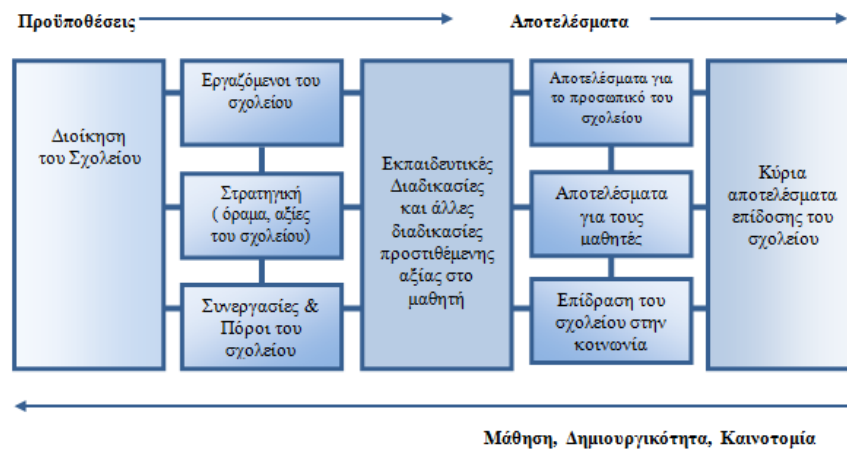 Προϋποθέσεις
Αποτελέσματα
Διοίκηση
του Σχολείου
Εργαζόμενοι του
σχολείου
Στρατηγική
( όραμα, αξίες
του σχολείου)
Συνεργασίες &
Πόροι του
σχολείου
Εκπαιδευτικές
Διαδικασίες
και άλλες
διαδικασίες
προστιθέμενης
αξίας στο
μαθητή
Αποτελέσματα για
το προσωπικό του
σχολείου
Αποτελέσματα
για τους
μαθητές
Επίδραση του
σχολείου στην
κοινωνία
Κύρια
αποτελέσματα
επίδοσης του
σχολείου
Μάθηση, Δημιουργικότητα, Καινοτομία